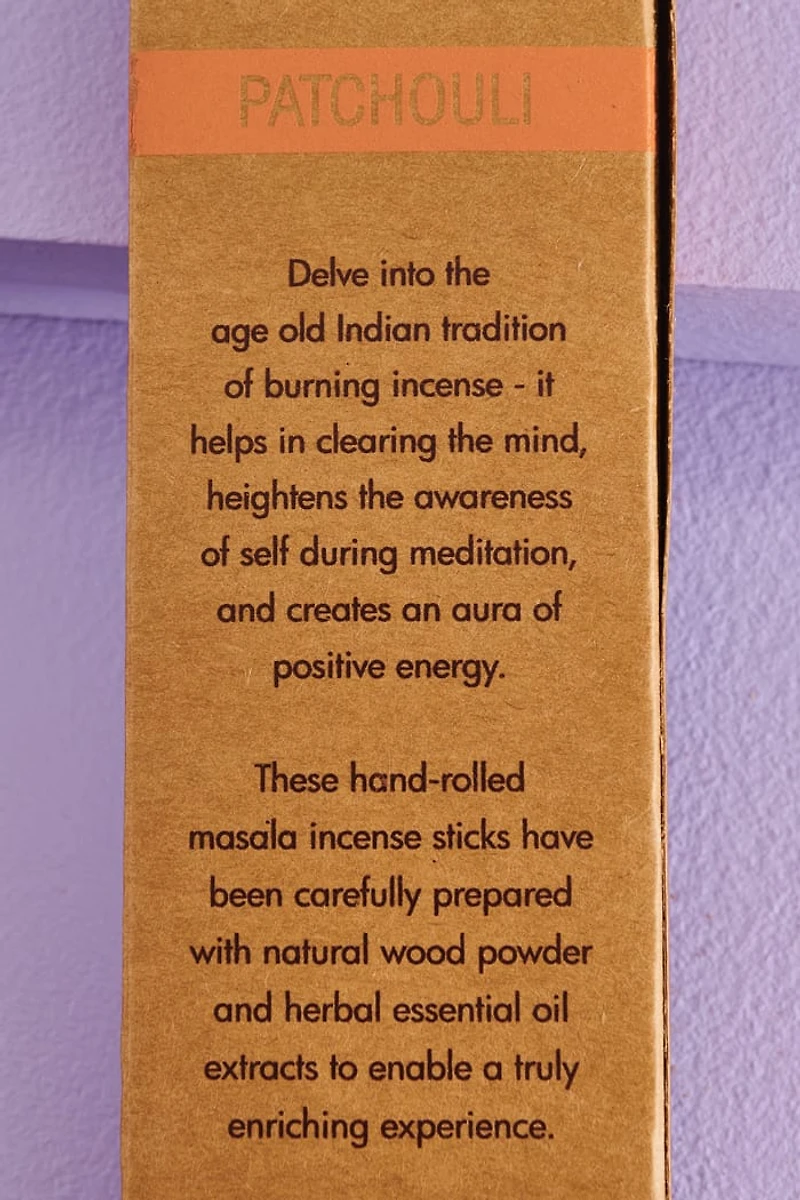 PATCHOULI
Delve into the
age old Indian tradition
of burning incense - it
helps in clearing the mind,
heightens the awareness
of self during meditation,
and creates an aura of
positive energy.
These hand-rolled
masala incense sticks have
been carefully prepared
with natural wood powder
and herbal essential oil
extracts to enable a truly
enriching experience.